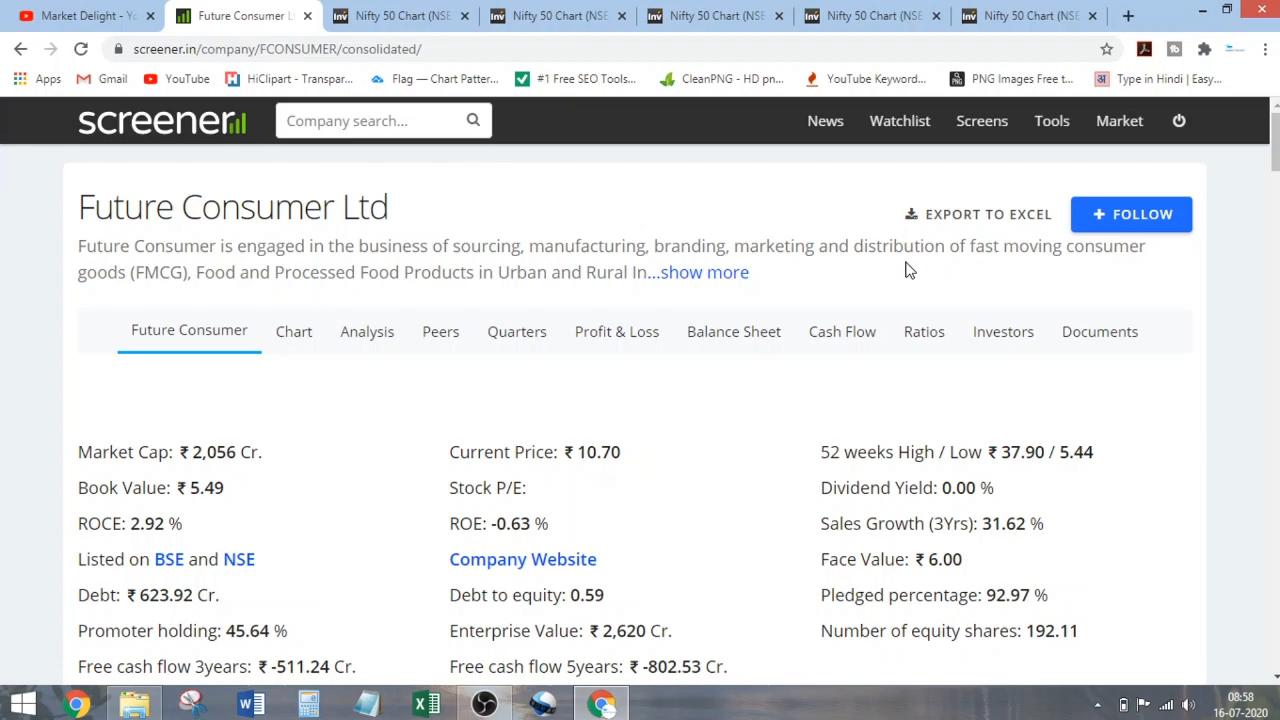 Market Delight - Yo
Future Consumer Lt
Nifty 50 Chart (NSE
Nifty 50 Chart (NSE
Nifty 50 Chart (NSE
Nifty 50 Chart (NSE
Nifty 50 Chart (NSE
screener.in/company/FCONSUMER/consolidated/
Apps
Gmail
YouTube
HiClipart - Transpar...
Flag — Chart Patter...
#1 Free SEO Tools...
CleanPNG - HD pn...
YouTube Keyword...
PNG Images Free t...
Type in Hindi | Easy...
screener
Company search...
News
Watchlist
Screens
Tools
Market
Future Consumer Ltd
EXPORT TO EXCEL
+ FOLLOW
Future Consumer is engaged in the business of sourcing, manufacturing, branding, marketing and distribution of fast moving consumer
goods (FMCG), Food and Processed Food Products in Urban and Rural In...show more
Future Consumer
Chart
Analysis
Peers
Quarters
Profit & Loss
Balance Sheet
Cash Flow
Ratios
Investors
Documents
Market Cap: ₹ 2,056 Cr.
Current Price: ₹ 10.70
52 weeks High / Low ₹ 37.90 / 5.44
Book Value: ₹ 5.49
Stock P/E:
Dividend Yield: 0.00 %
ROCE: 2.92 %
ROE: -0.63 %
Sales Growth (3Yrs): 31.62 %
Listed on BSE and NSE
Company Website
Face Value: ₹ 6.00
Debt: ₹ 623.92 Cr.
Debt to equity: 0.59
Pledged percentage: 92.97 %
Promoter holding: 45.64 %
Enterprise Value: ₹ 2,620 Cr.
Number of equity shares: 192.11
Free cash flow 3years: ₹ -511.24 Cr.
Free cash flow 5years: ₹ -802.53 Cr.
08:58
16-07-2020